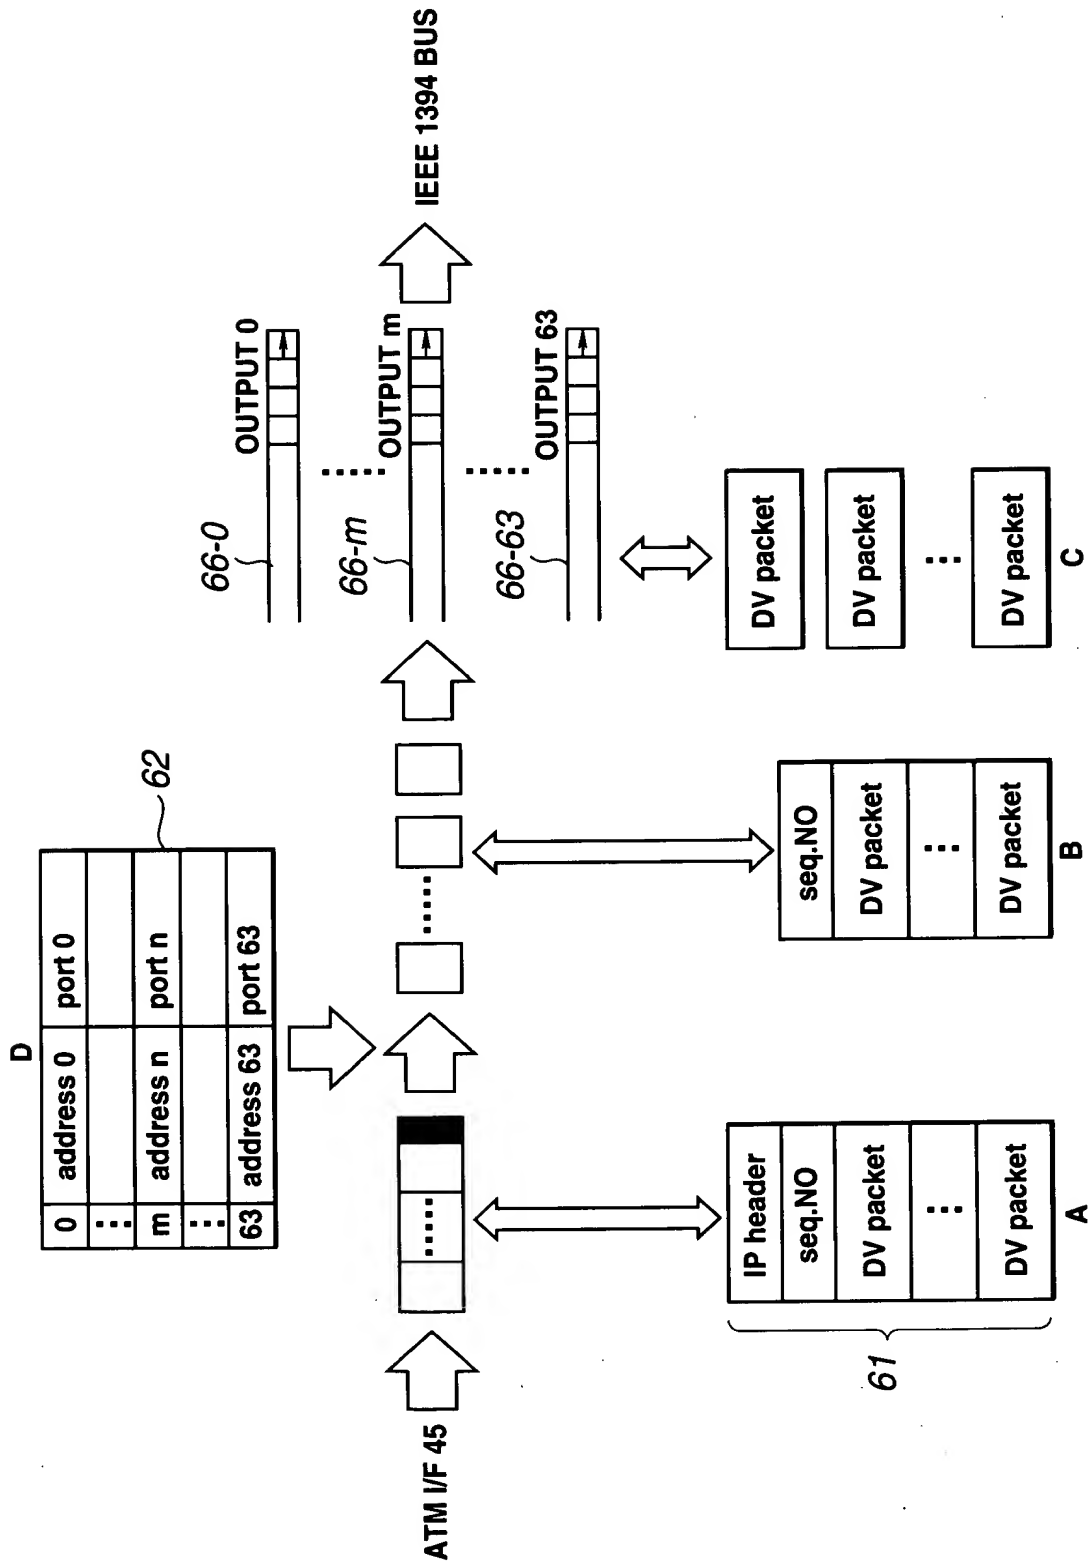 D
0 address 0 port 0
⋮
m address n port n
⋮
63 address 63 port 63
62
ATM I/F 45
OUTPUT 0
OUTPUT m
OUTPUT 63
66-0
66-m
66-63
IEEE 1394 BUS
61
IP header
seq.NO
DV packet
⋮
DV packet
A
seq.NO
DV packet
⋮
DV packet
B
DV packet
DV packet
⋮
DV packet
C